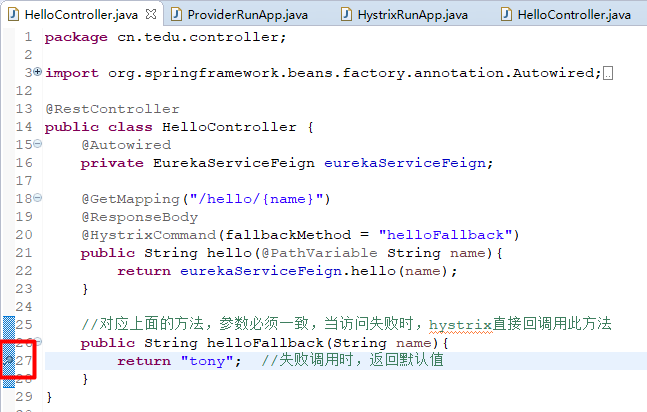 HelloController.java ProviderRunApp.java HystrixRunApp.java HelloController.java
1 package cn.tedu.controller;
2
3 import org.springframework.beans.factory.annotation.Autowired;
12
13 @RestController
14 public class HelloController {
15 @Autowired
16 private EurekaServiceFeign eurekaServiceFeign;
17
18 @GetMapping("/hello/{name}")
19 @ResponseBody
20 @HystrixCommand(fallbackMethod = "helloFallback")
21 public String hello(@PathVariable String name){
22 return eurekaServiceFeign.hello(name);
23 }
24
25 //对应上面的方法，参数必须一致，当访问失败时，hystrix直接回调用此方法
26 public String helloFallback(String name){
27 return "tony"; //失败调用时，返回默认值
28 }
29 }